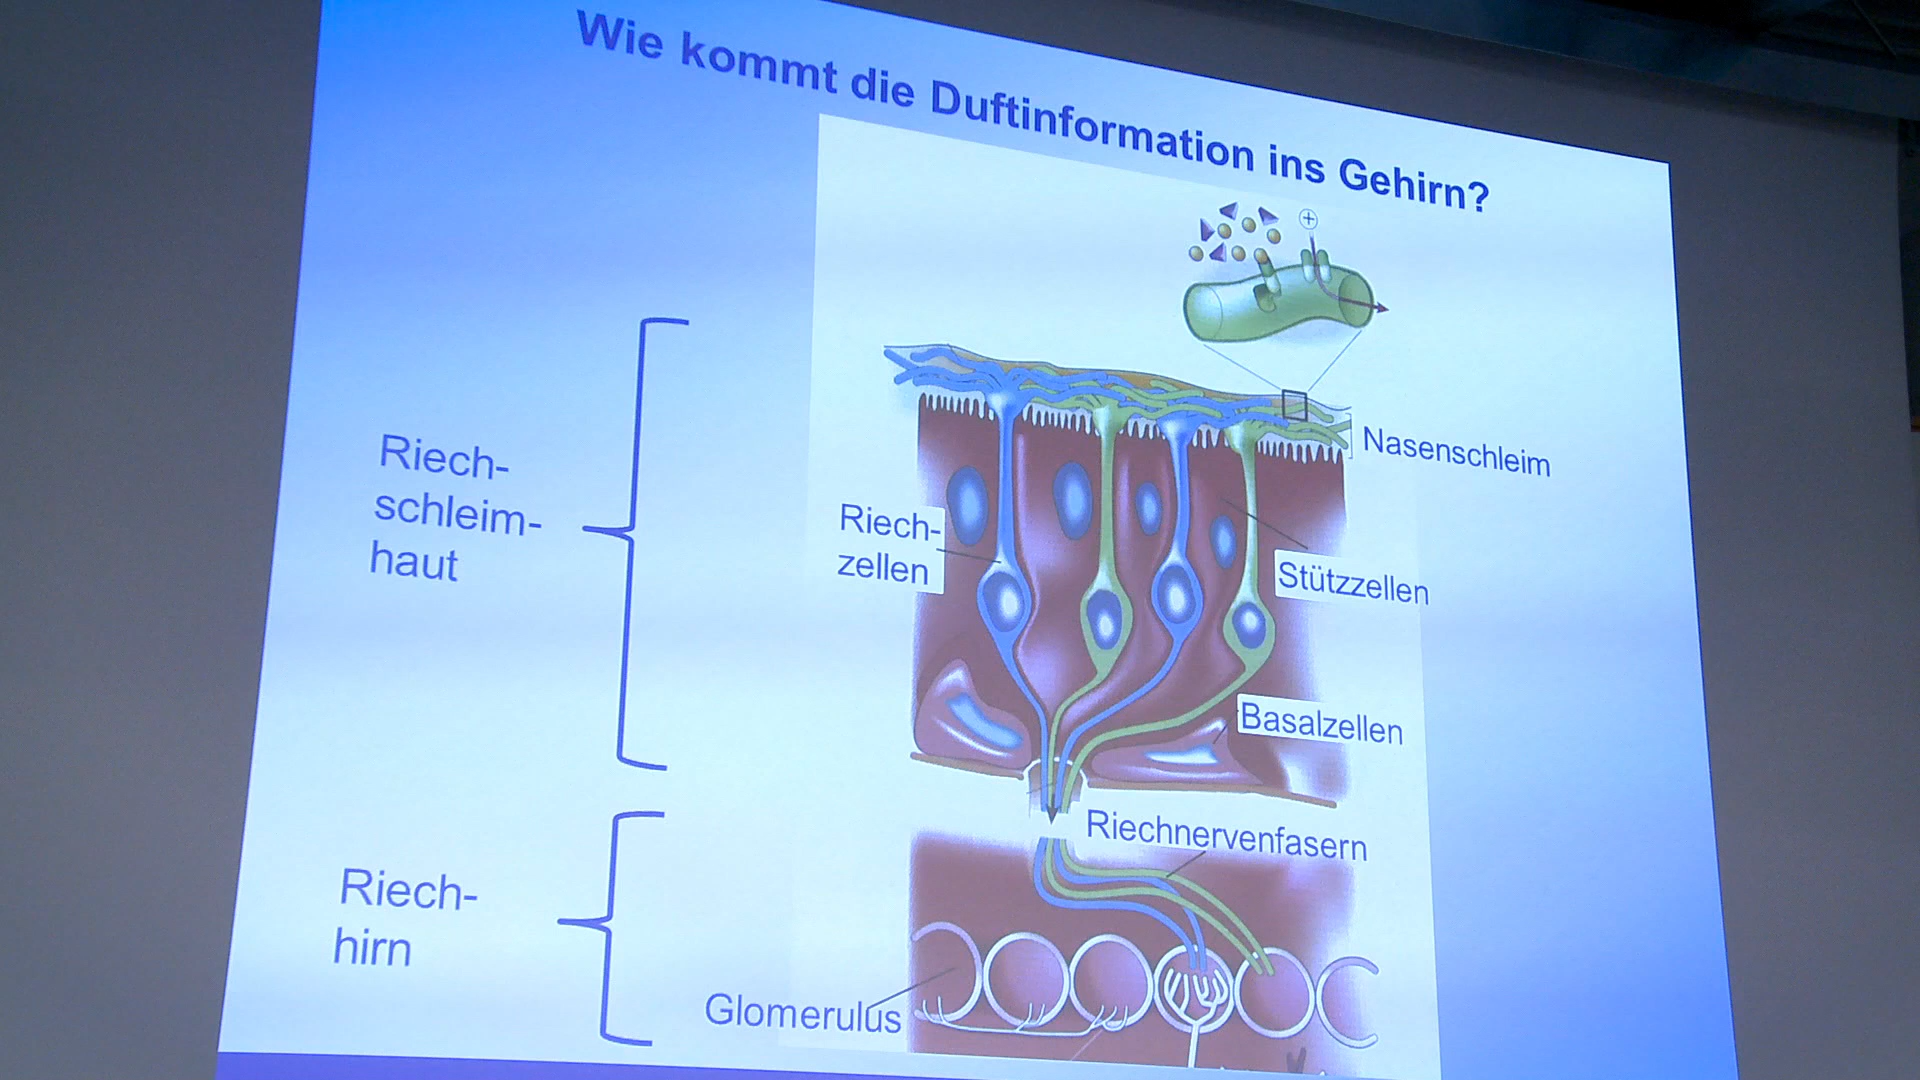 Wie kommt die Duftinformation ins Gehirn?
Riech-
schleim-
haut
Riech-
zellen
Nasenschleim
Stützzellen
Basalzellen
Riechnervenfasern
Riech-
hirn
Glomerulus